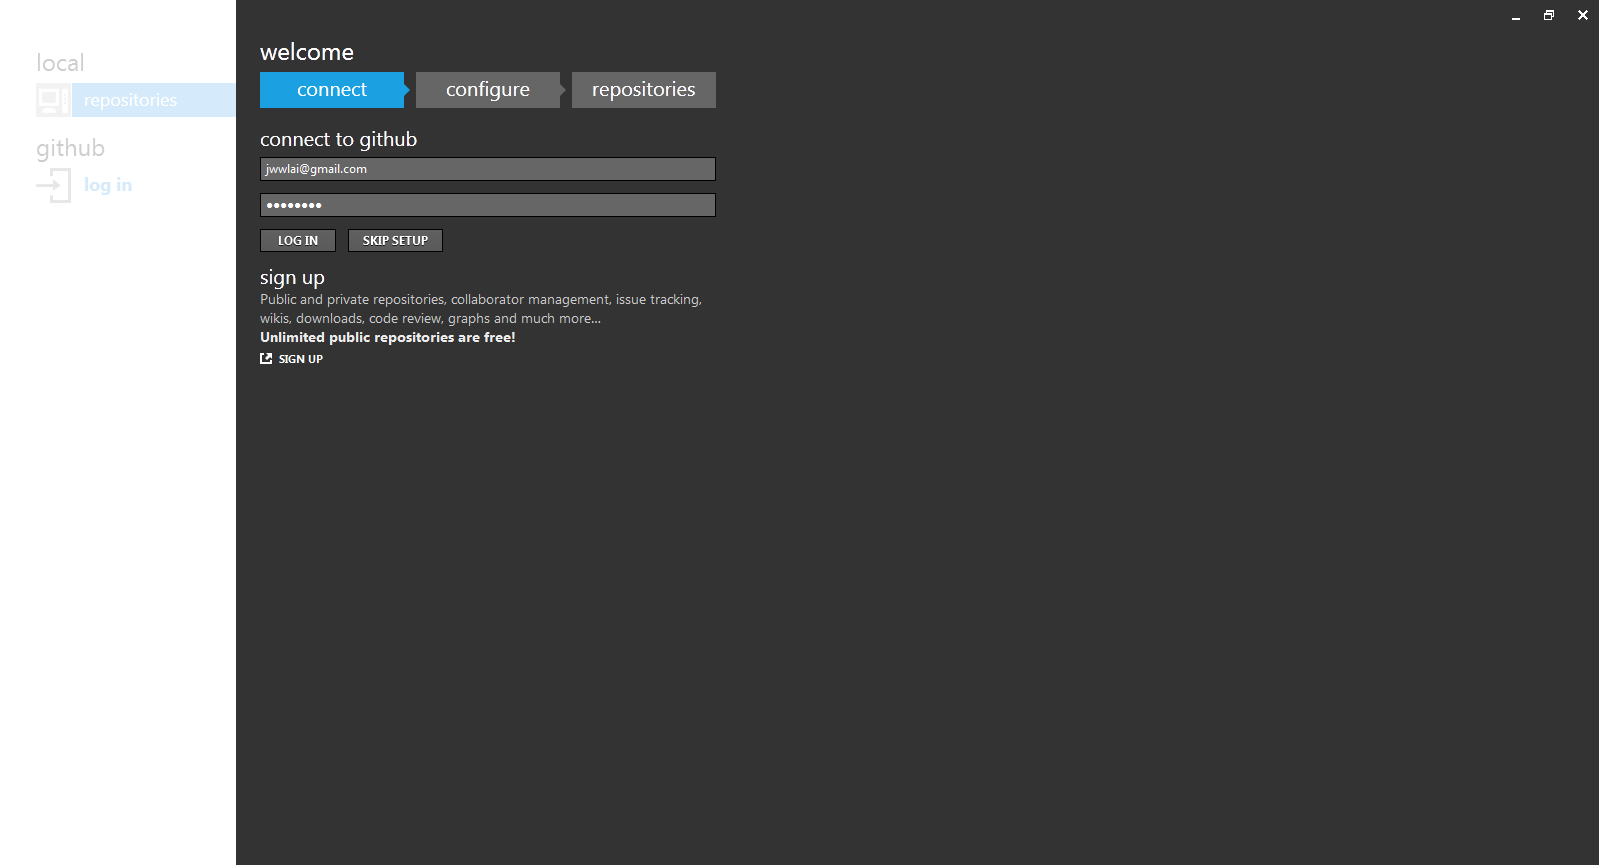 local
repositories
github
log in
welcome
connect
configure
repositories
connect to github
jwwlai@gmail.com
••••••••
LOG IN
SKIP SETUP
sign up
Public and private repositories, collaborator management, issue tracking,
wikis, downloads, code review, graphs and much more...
Unlimited public repositories are free!
SIGN UP